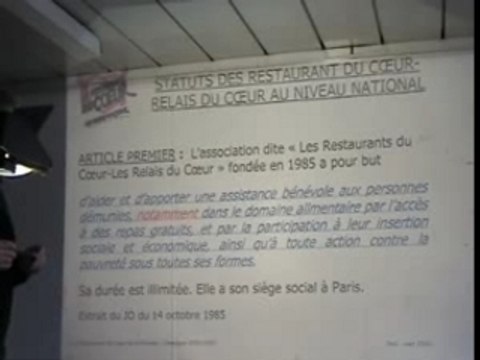 CŒUR
STATUTS DES RESTAURANT DU CŒUR-
RELAIS DU CŒUR AU NIVEAU NATIONAL
ARTICLE PREMIER : L'association dite « Les Restaurants du
Cœur-Les Relais du Cœur » fondée en 1985 a pour but
d'aider et d'apporter une assistance bénévole aux personnes
démunies, notamment dans le domaine alimentaire par l'accès
à des repas gratuits, et par la participation à leur insertion
sociale et économique, ainsi qu'à toute action contre la
pauvreté sous toutes ses formes.
Sa durée est illimitée. Elle a son siège social à Paris.
Extrait du JO du 14 octobre 1985